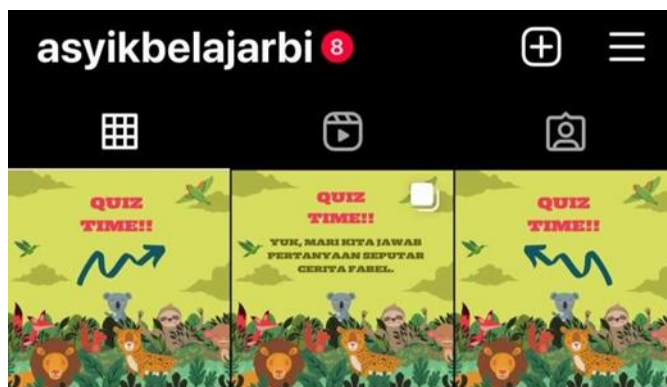 asyikbelajarbi 8
QUIZ
TIME!!
QUIZ
TIME!!
YUK, MARI KITA JAWAB
PERTANYAAN SEPUTAR
CERITA FABEL.
QUIZ
TIME!!